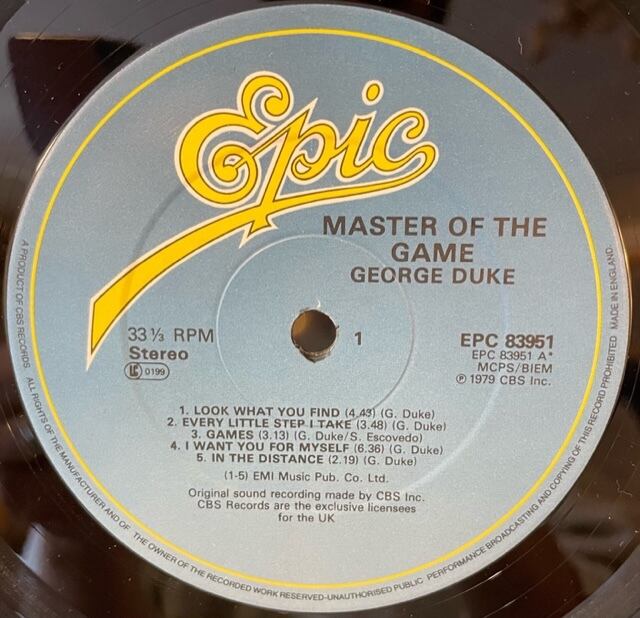 Epic
MASTER OF THE
GAME
GEORGE DUKE
33⅓ RPM
Stereo
LC 0199
1
EPC 83951
EPC 83951 A*
MCPS/BIEM
℗ 1979 CBS Inc.
1. LOOK WHAT YOU FIND (4.43) (G. Duke)
2. EVERY LITTLE STEP I TAKE (3.48) (G. Duke)
3. GAMES (3.13) (G. Duke/S. Escovedo)
4. I WANT YOU FOR MYSELF (6.36) (G. Duke)
5. IN THE DISTANCE (2.19) (G. Duke)
(1-5) EMI Music Pub. Co. Ltd.
Original sound recording made by CBS Inc.
CBS Records are the exclusive licensees
for the UK
A PRODUCT OF CBS RECORDS. ALL RIGHTS OF THE MANUFACTURER AND OF THE OWNER OF THE RECORDED WORK RESERVED-UNAUTHORISED PUBLIC PERFORMANCE BROADCASTING AND COPYING OF THIS RECORD PROHIBITED MADE IN ENGLAND